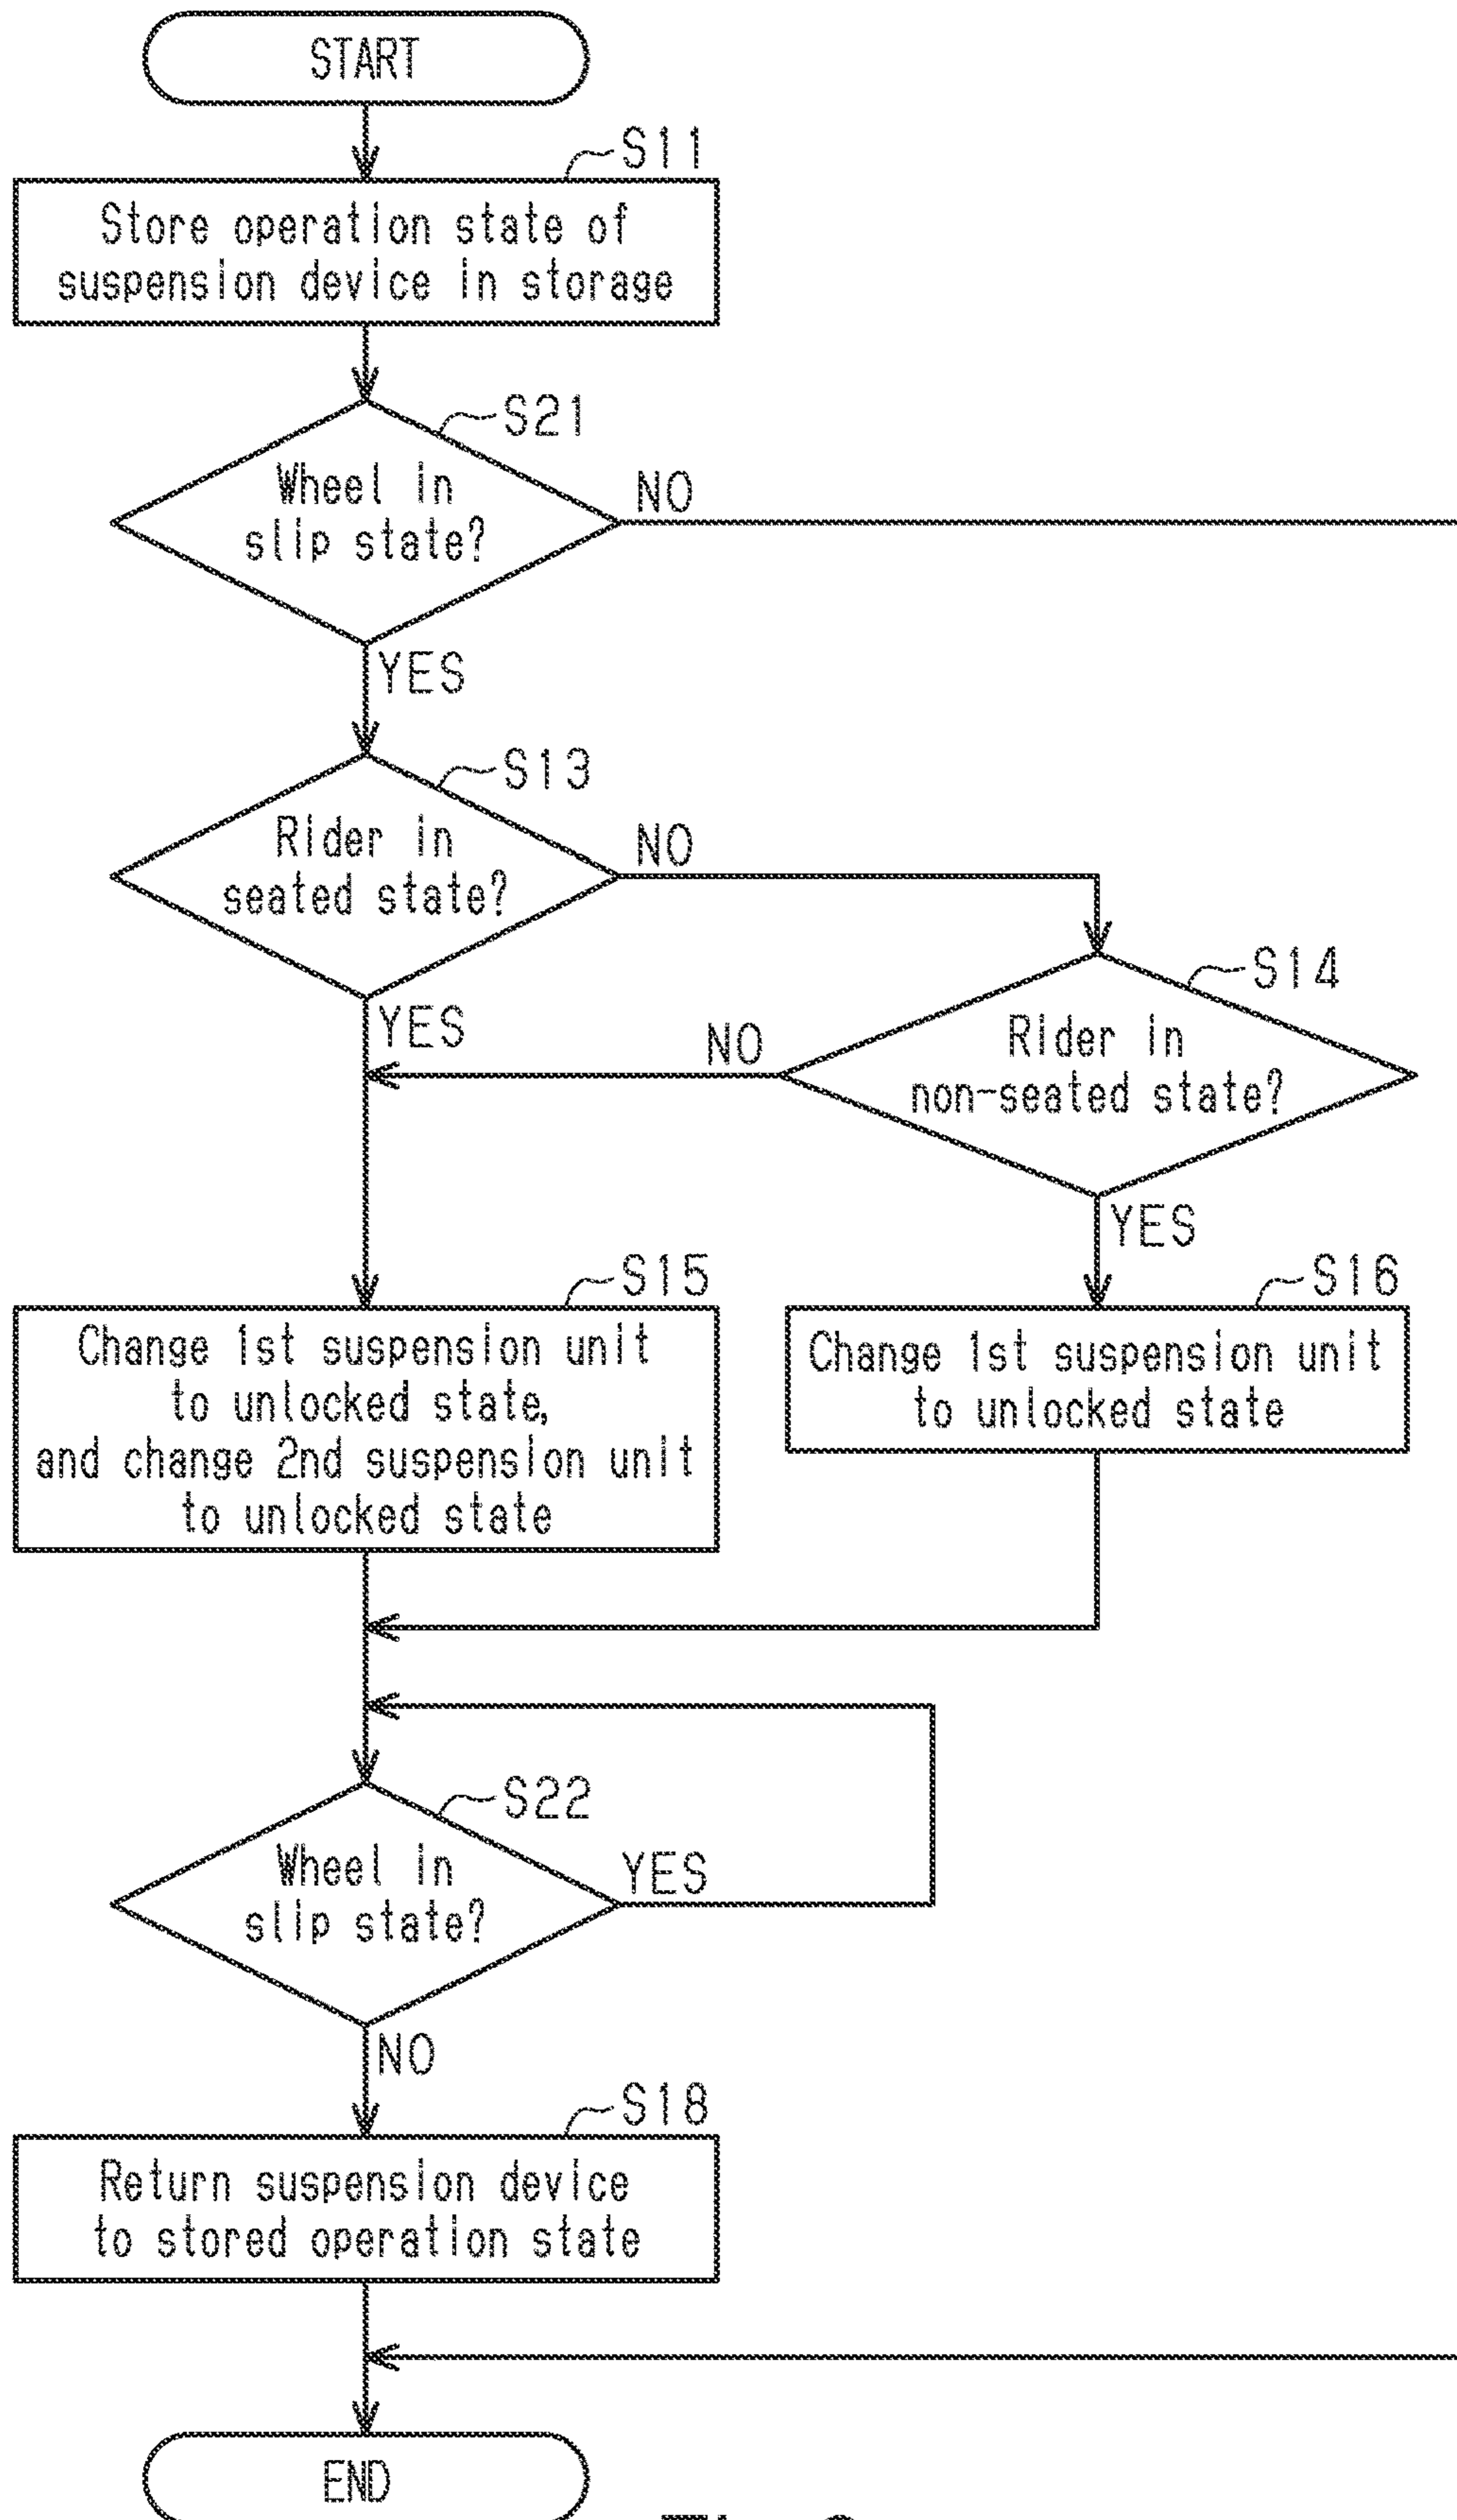 START
S11
Store operation state of
suspension device in storage
S21
Wheel in
slip state?
NO
YES
S13
Rider in
seated state?
NO
YES
S14
Rider in
non-seated state?
NO
YES
S15
Change 1st suspension unit
to unlocked state,
and change 2nd suspension unit
to unlocked state
S16
Change 1st suspension unit
to unlocked state
S22
Wheel in
slip state?
YES
NO
S18
Return suspension device
to stored operation state
END